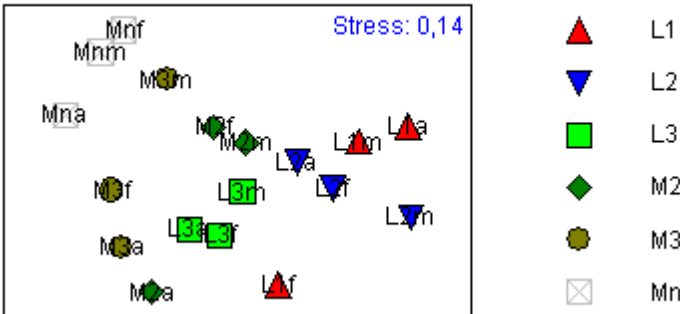 Stress: 0,14
Mnf
Mnm
M3m
Mna
M2f
M2m
L1m
L1a
L2a
L2f
L2m
M3f
L3m
L3a
L3f
M3a
M2a
L1f
L1
L2
L3
M2
M3
Mn